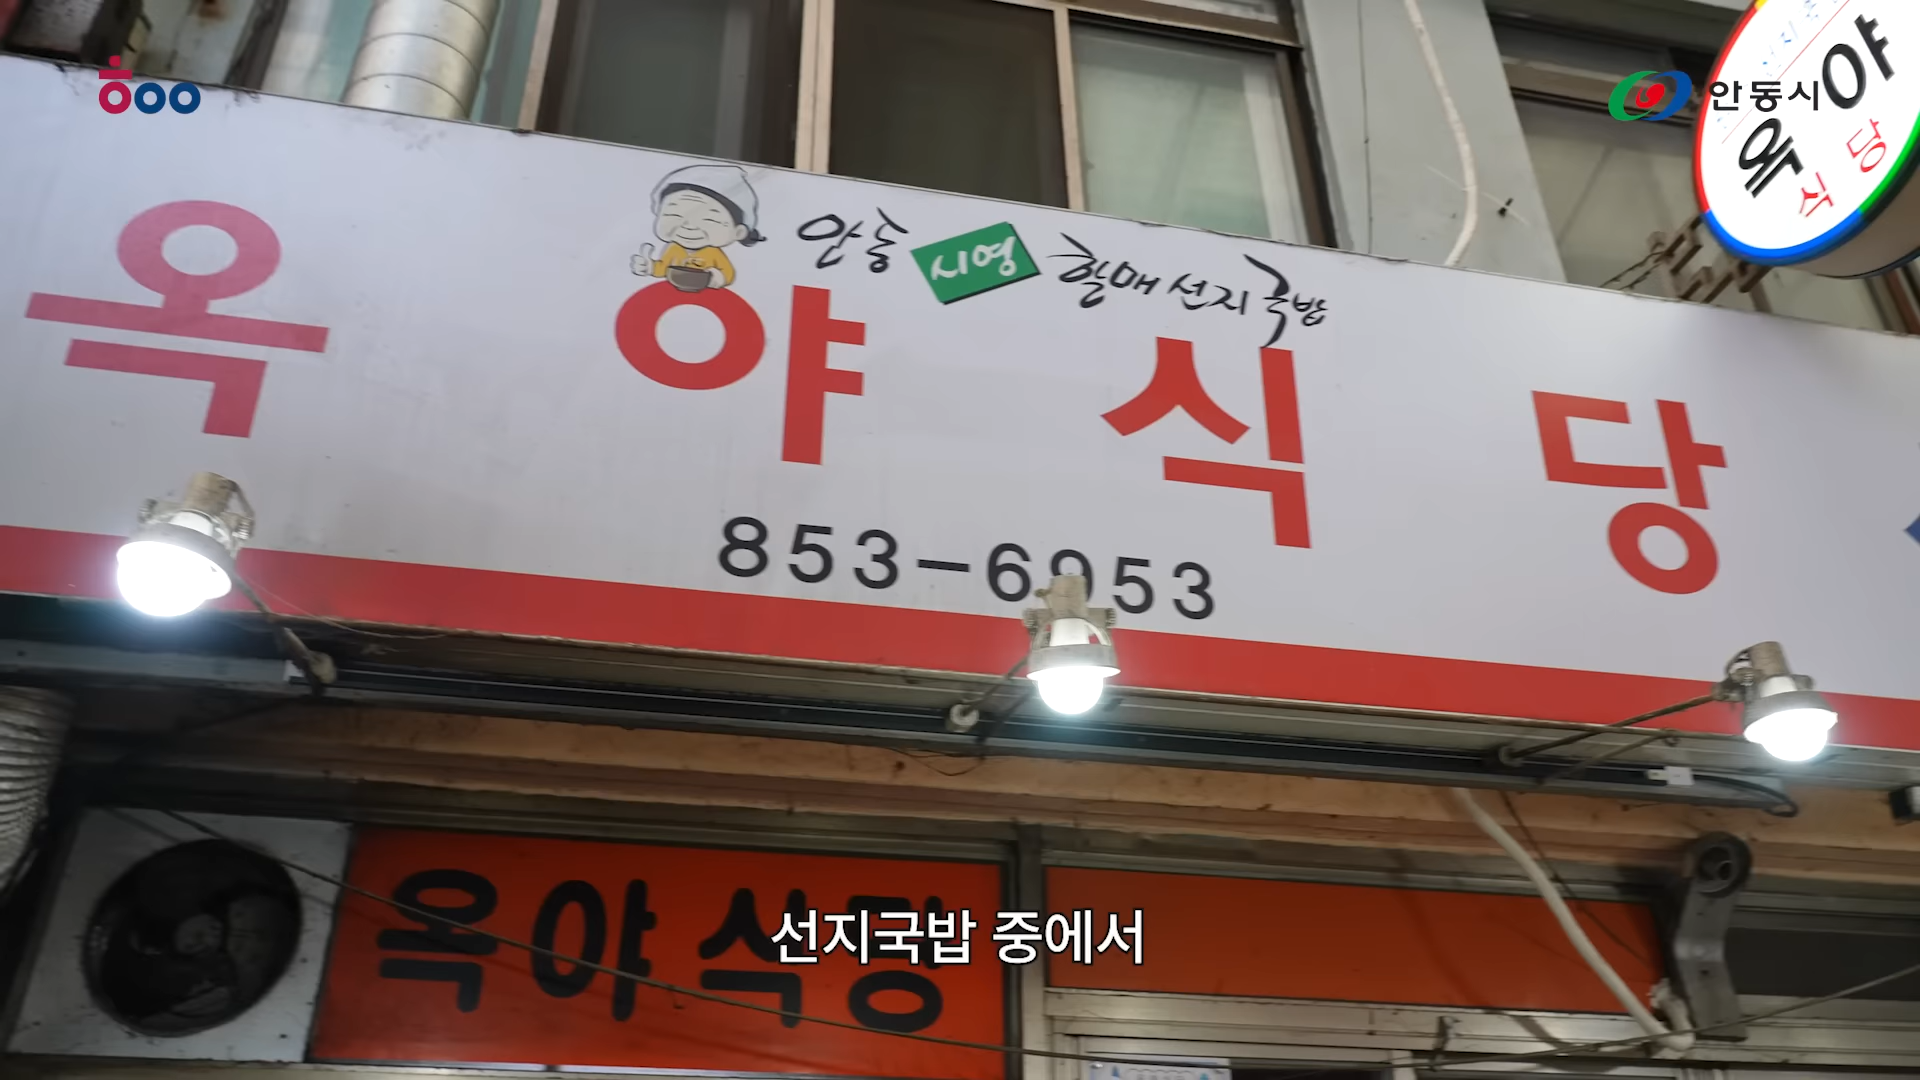 ㅎoo
안동시
옥야
식당
안동 시영 할매 선지국밥
옥야식당
853-6953
옥야식당
선지국밥 중에서